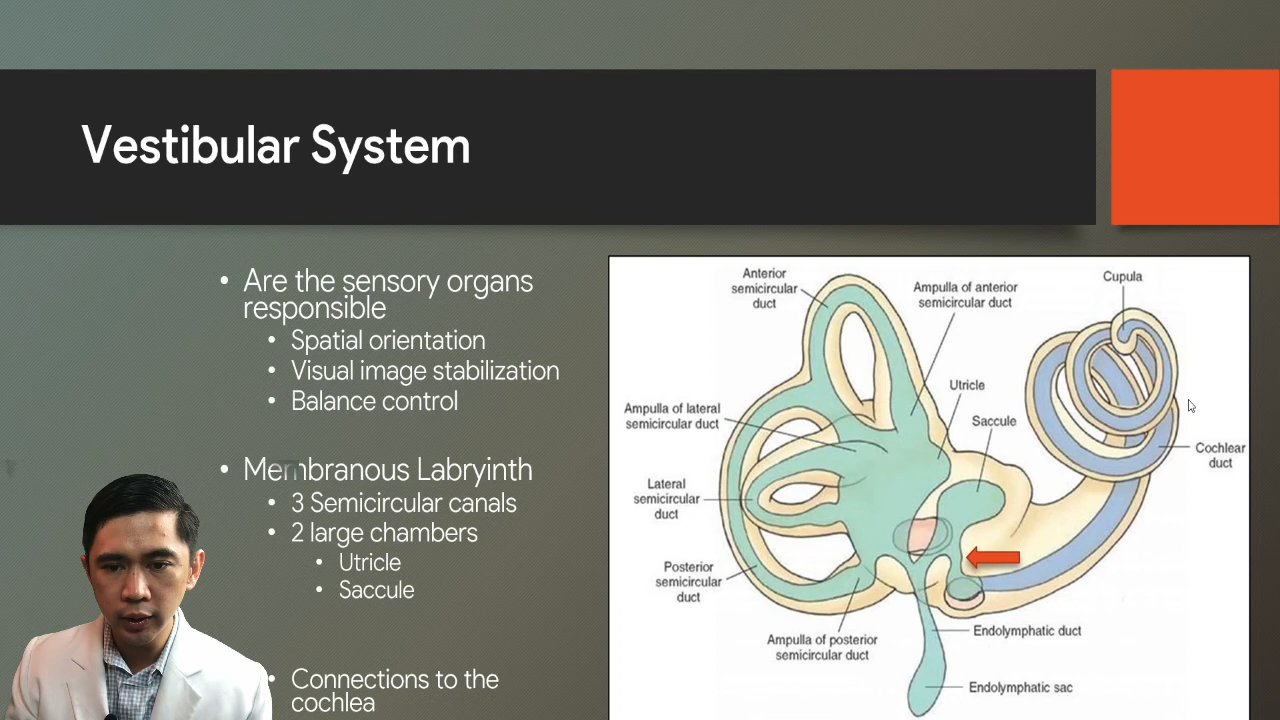 Vestibular System
• Are the sensory organs
responsible
• Spatial orientation
• Visual image stabilization
• Balance control
• Membranous Labryinth
• 3 Semicircular canals
• 2 large chambers
• Utricle
• Saccule
• Connections to the
cochlea
Anterior
semicircular
duct
Ampulla of anterior
semicircular duct
Cupula
Utricle
Ampulla of lateral
semicircular duct
Saccule
Cochlear
duct
Lateral
semicircular
duct
Posterior
semicircular
duct
Ampulla of posterior
semicircular duct
Endolymphatic duct
Endolymphatic sac